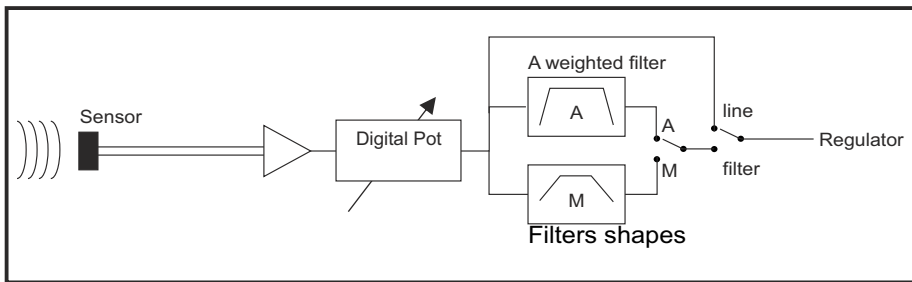 A weighted filter
Sensor
Digital Pot
A
A
line
Regulator
M
filter
M
Filters shapes